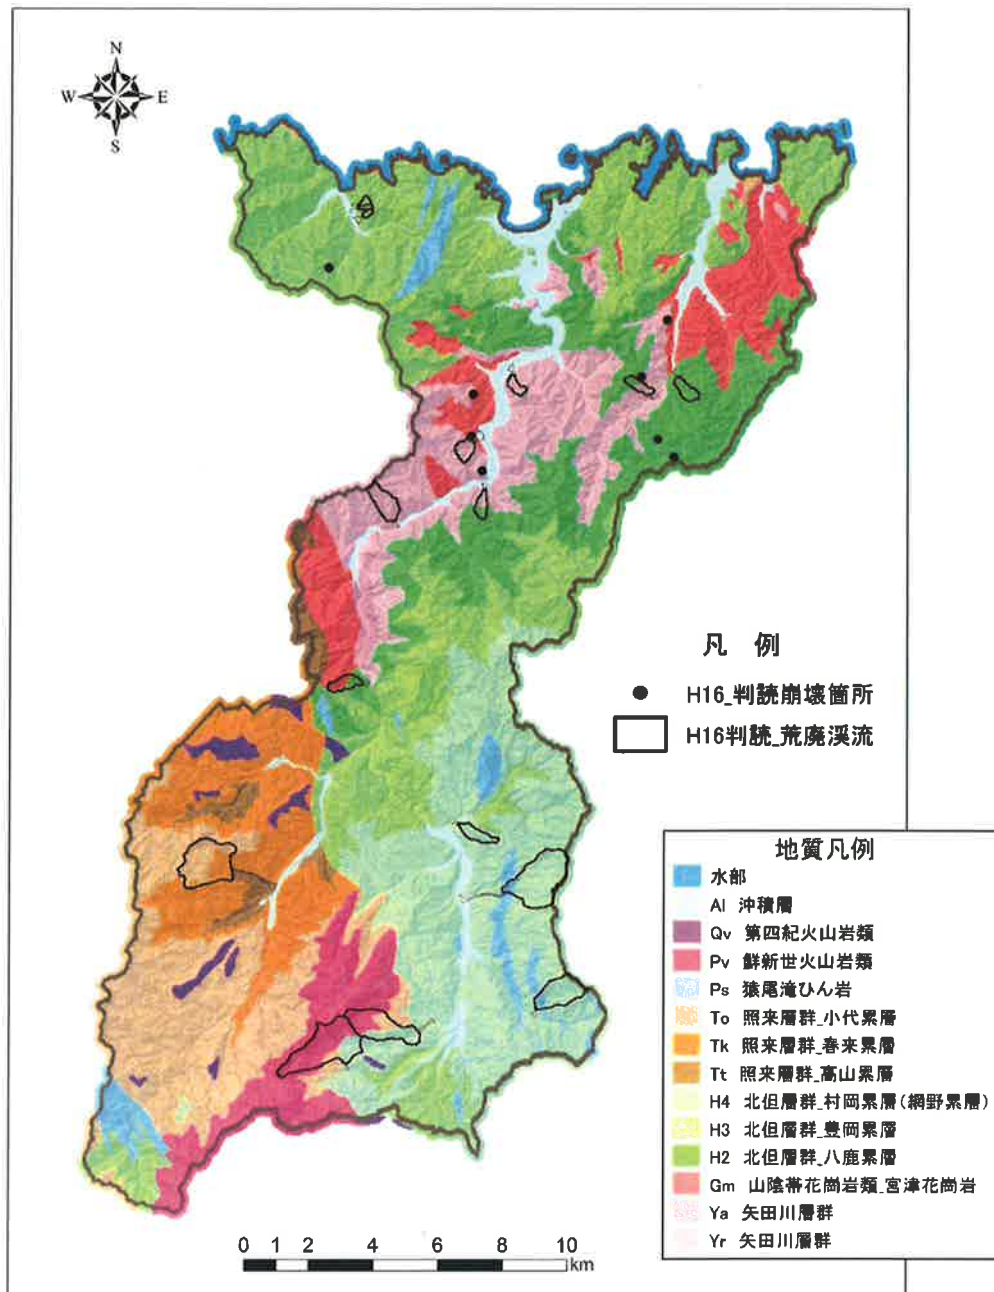 N
W E
S
凡 例
H16_判読崩壊箇所
H16判読_荒廃渓流
地質凡例
水部
Al 沖積層
Qv 第四紀火山岩類
Pv 鮮新世火山岩類
Ps 猿尾滝ひん岩
To 照来層群_小代累層
Tk 照来層群_春来累層
Tt 照来層群_高山累層
H4 北但層群_村岡累層(網野累層)
H3 北但層群_豊岡累層
H2 北但層群_八鹿累層
Gm 山陰帯花崗岩類_宮津花崗岩
Ya 矢田川層群
Yr 矢田川層群
0 1 2 4 6 8 10
km